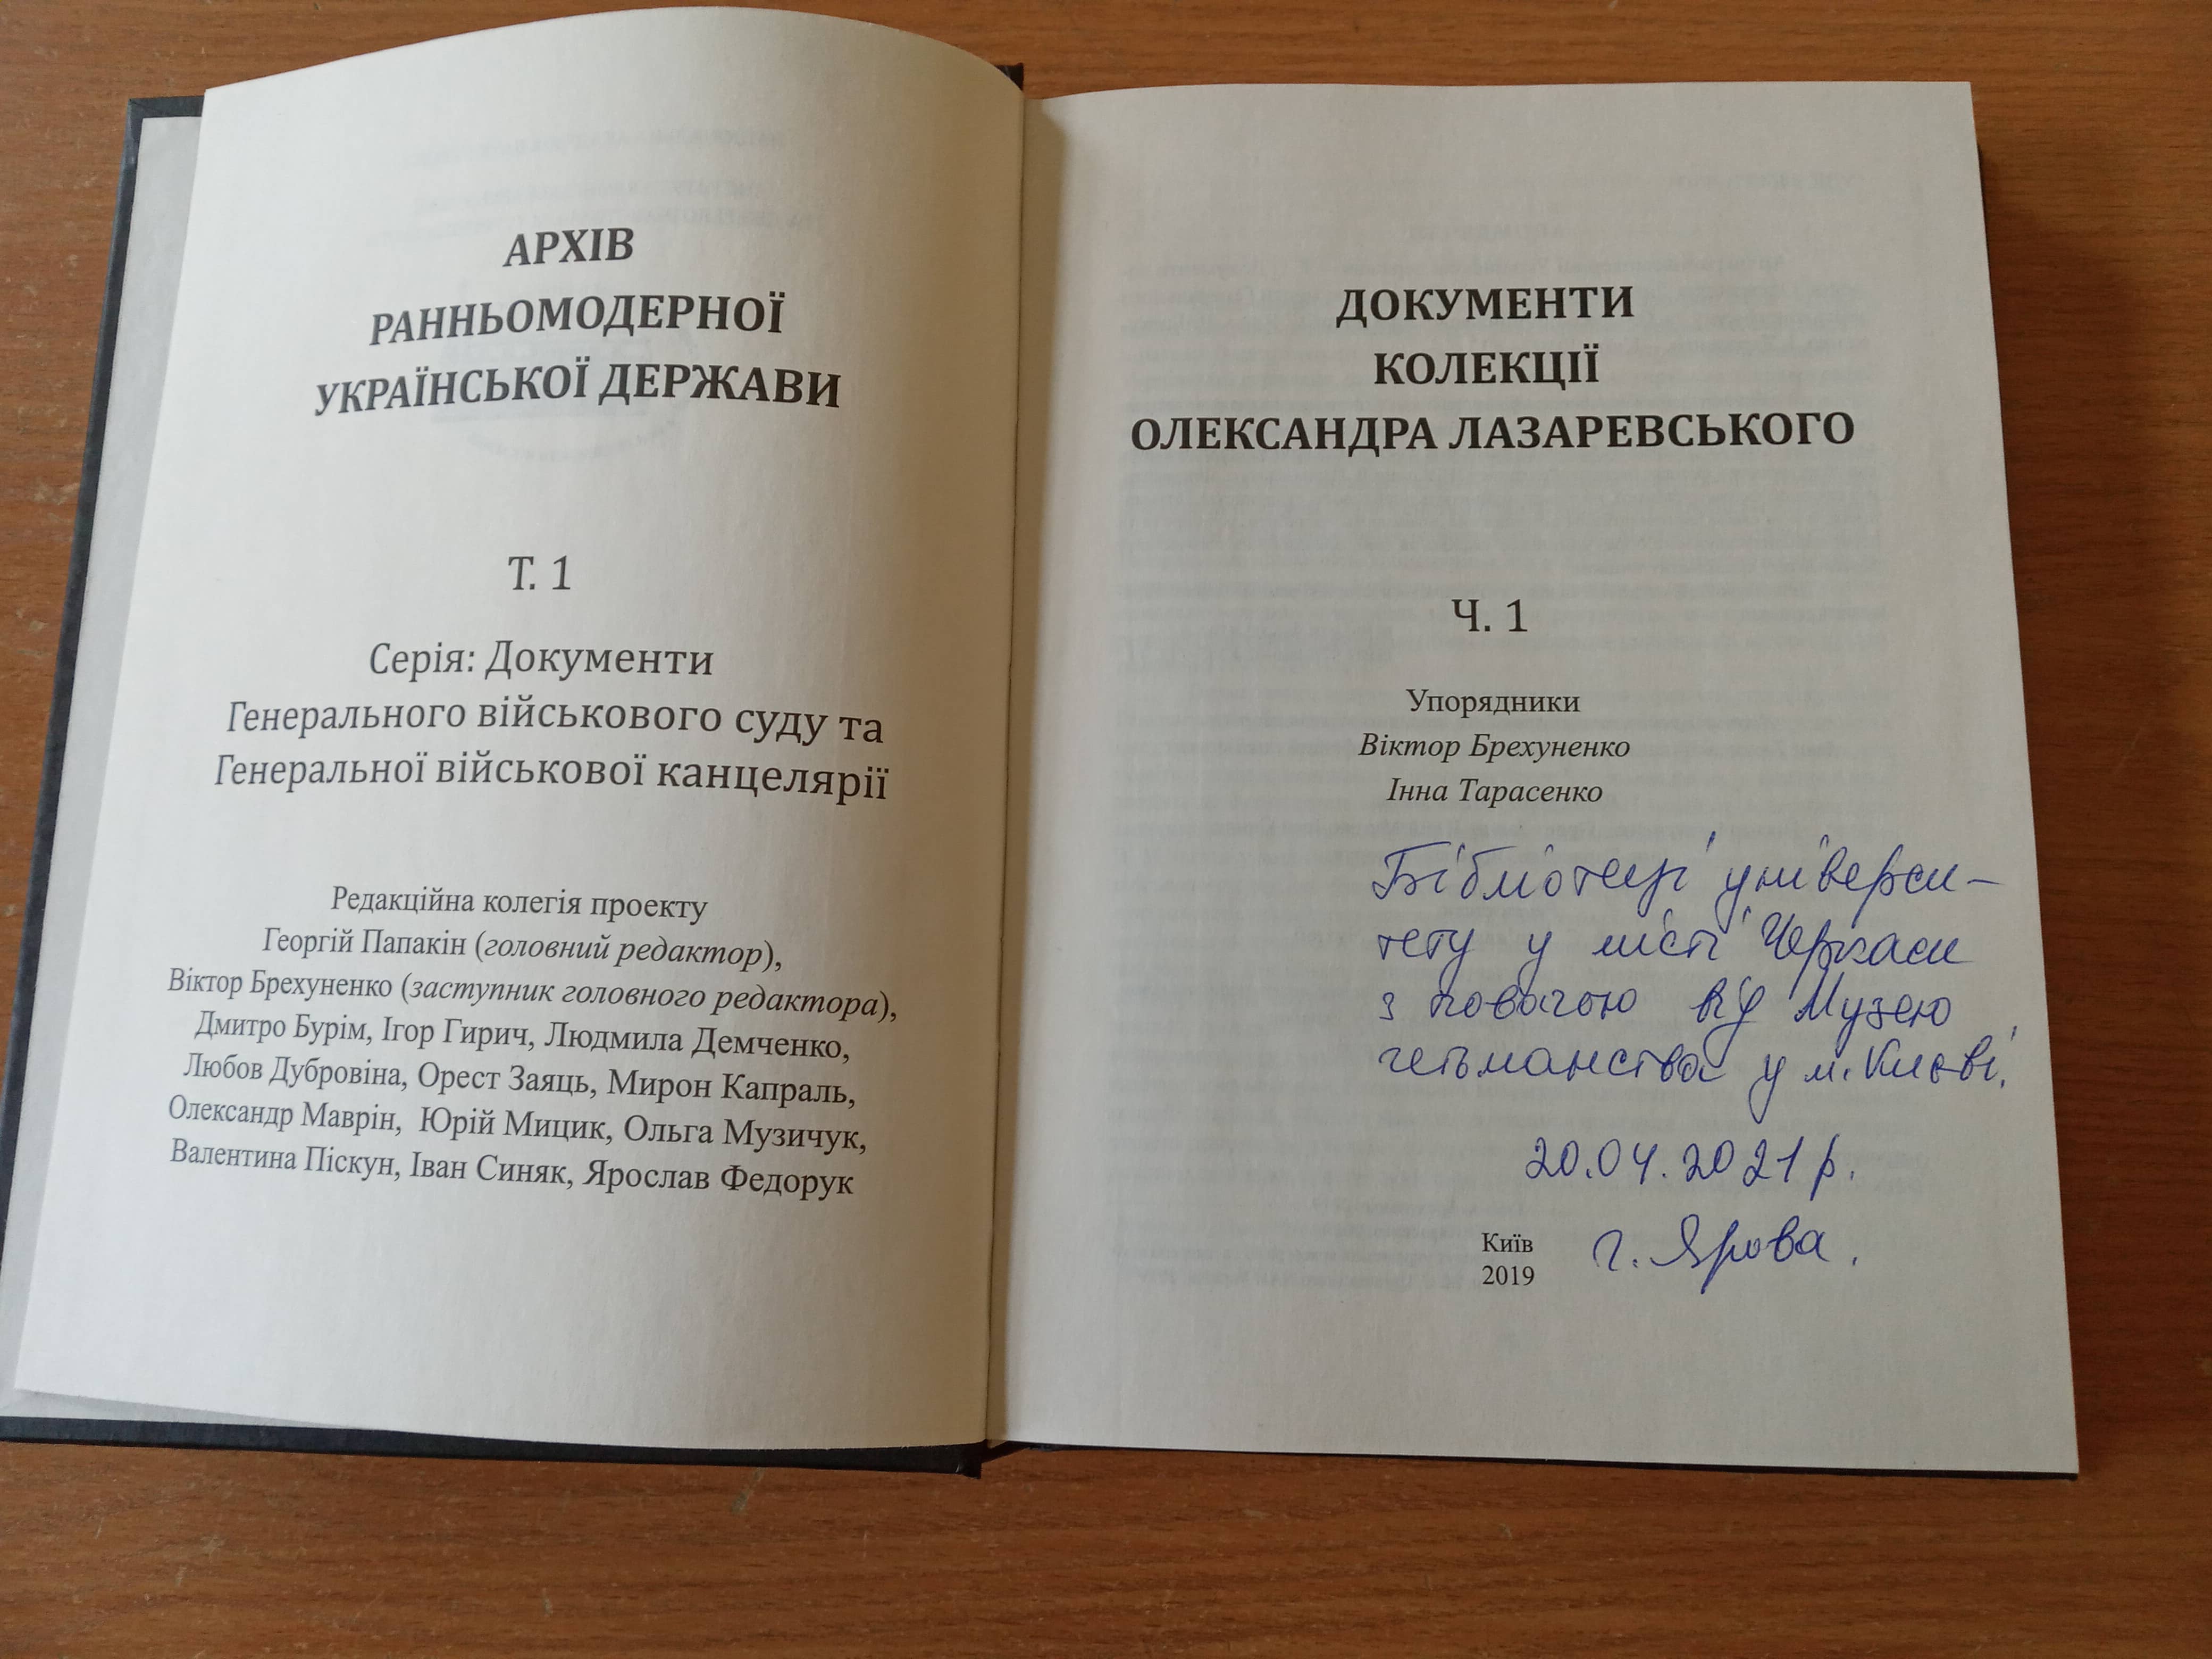 АРХІВ
РАННЬОМОДЕРНОЇ
УКРАЇНСЬКОЇ ДЕРЖАВИ
Т. 1
Серія: Документи
Генерального військового суду та
Генеральної військової канцелярії
Редакційна колегія проекту
Георгій Папакін (головний редактор),
Віктор Брехуненко (заступник головного редактора),
Дмитро Бурім, Ігор Гирич, Людмила Демченко,
Любов Дубровіна, Орест Заяць, Мирон Капраль,
Олександр Маврін, Юрій Мицик, Ольга Музичук,
Валентина Піскун, Іван Синяк, Ярослав Федорук
ДОКУМЕНТИ
КОЛЕКЦІЇ
ОЛЕКСАНДРА ЛАЗАРЕВСЬКОГО
Ч. 1
Упорядники
Віктор Брехуненко
Інна Тарасенко
Бібліотеці універси-
тету у місті Черкаси
з повагою від Музею
гетьманства у м. Києві.
20.04.2021 р.
Г. Ярова.
Київ
2019